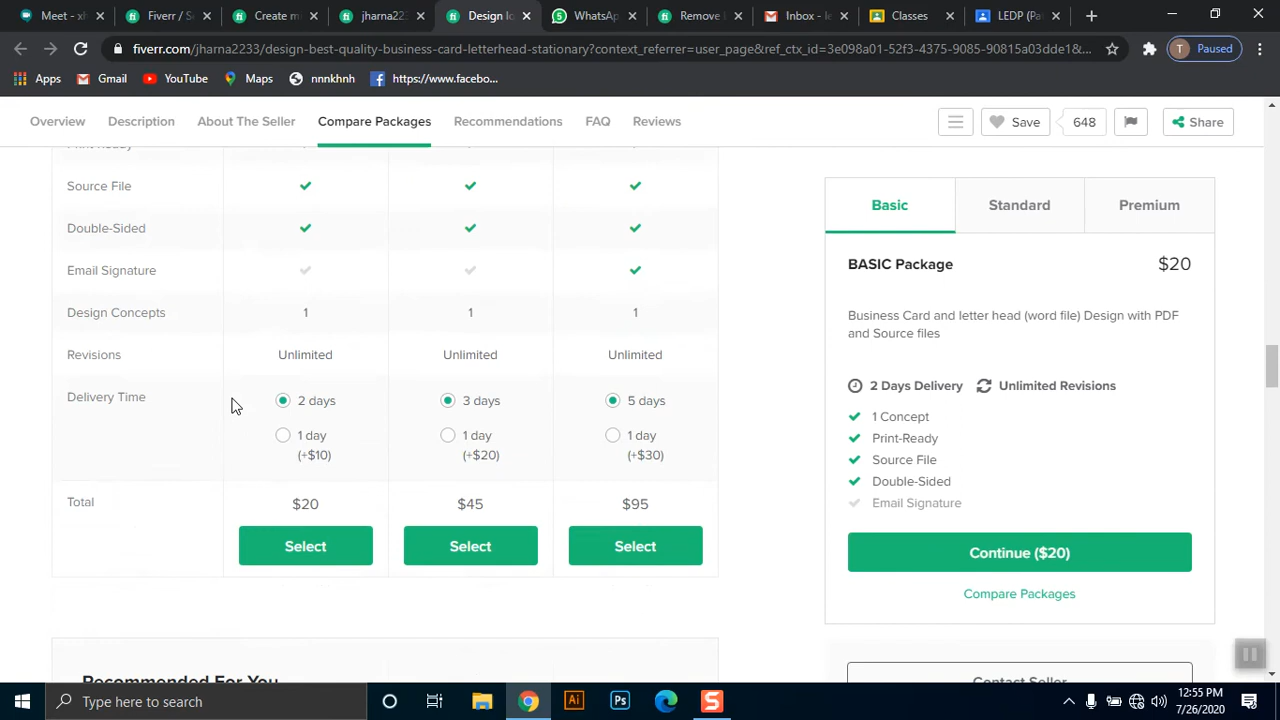 Meet - xl
Fiverr / S
Create m
jharna22
Design lo
WhatsAp
Remove
Inbox - le
Classes
LEDP (Pa
fiverr.com/jharna2233/design-best-quality-business-card-letterhead-stationary?context_referrer=user_page&ref_ctx_id=3e098a01-52f3-4375-9085-90815a03dde1&...
T Paused
Apps Gmail YouTube Maps nnnkhnh https://www.facebo...
Overview Description About The Seller Compare Packages Recommendations FAQ Reviews
Save 648 Share
Print-Ready
Source File
Double-Sided
Email Signature
Design Concepts 1 1 1
Revisions Unlimited Unlimited Unlimited
Delivery Time 2 days 3 days 5 days
1 day 1 day 1 day
(+$10) (+$20) (+$30)
Total $20 $45 $95
Select Select Select
Recommended For You
Basic Standard Premium
BASIC Package $20
Business Card and letter head (word file) Design with PDF
and Source files
2 Days Delivery Unlimited Revisions
1 Concept
Print-Ready
Source File
Double-Sided
Email Signature
Continue ($20)
Compare Packages
Contact Seller
Type here to search
Ai Ps S
12:55 PM
7/26/2020